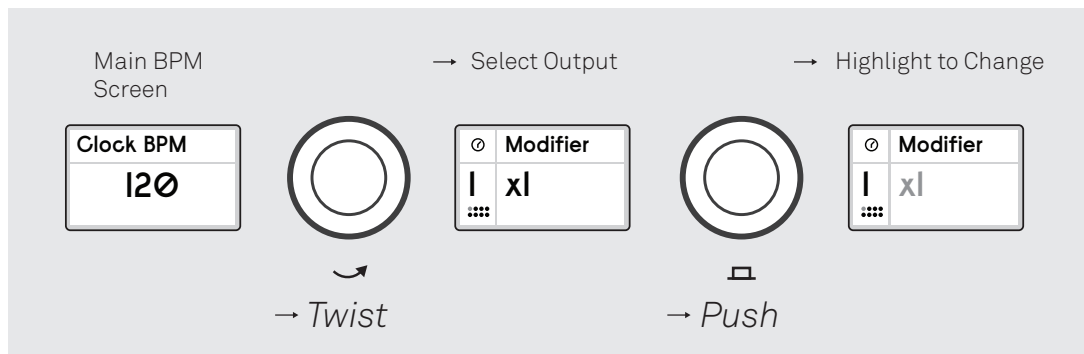 Main BPM
Screen
→ Select Output
→ Highlight to Change
Clock BPM
120
Modifier
1 x1
Modifier
1 x1
→ Twist
→ Push